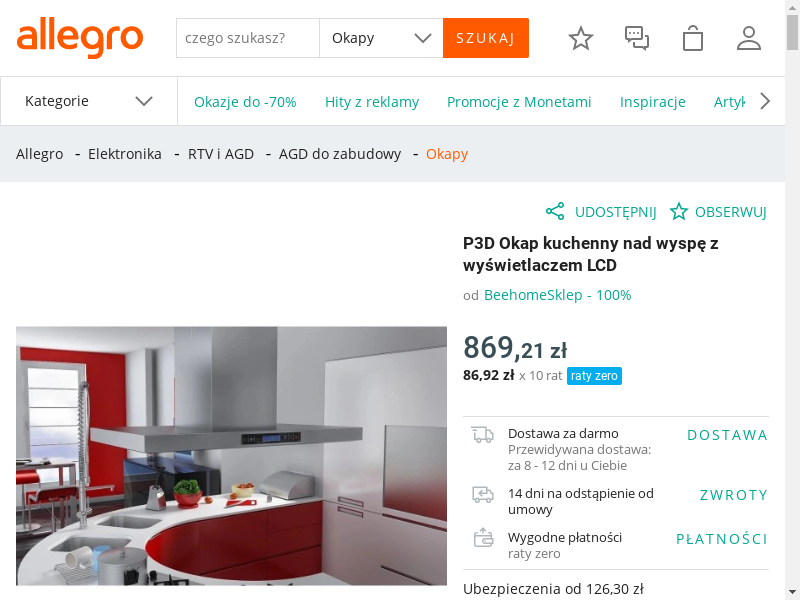 allegro
czego szukasz?
Okapy
SZUKAJ
Kategorie
Okazje do -70%
Hity z reklamy
Promocje z Monetami
Inspiracje
Artyk
Allegro - Elektronika - RTV i AGD - AGD do zabudowy - Okapy
UDOSTĘPNIJ
OBSERWUJ
P3D Okap kuchenny nad wyspę z
wyświetlaczem LCD
od BeehomeSklep - 100%
869,21 zł
86,92 zł x 10 rat raty zero
Dostawa za darmo
Przewidywana dostawa:
za 8 - 12 dni u Ciebie
DOSTAWA
14 dni na odstąpienie od
umowy
ZWROTY
Wygodne płatności
raty zero
PŁATNOŚCI
Ubezpieczenia od 126,30 zł